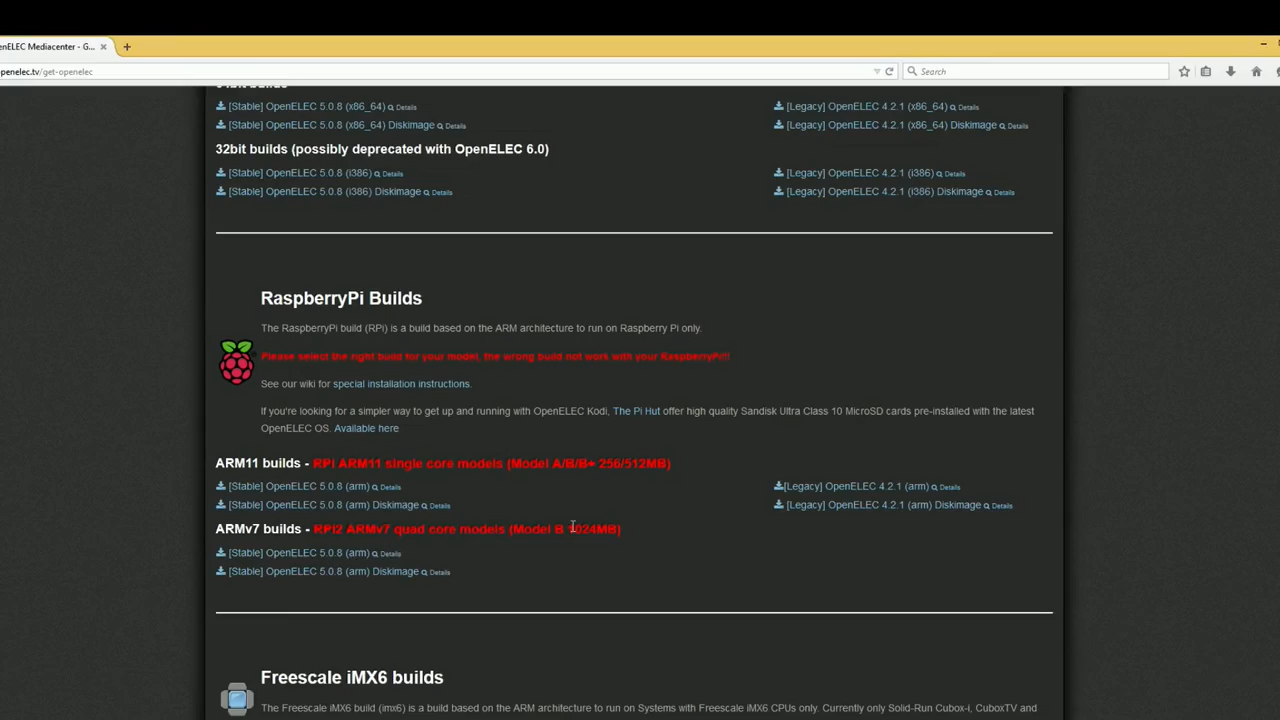 enELEC Mediacenter - G...
penelec.tv/get-openelec
Search
[Stable] OpenELEC 5.0.8 (x86_64) Details
[Legacy] OpenELEC 4.2.1 (x86_64) Details
[Stable] OpenELEC 5.0.8 (x86_64) Diskimage Details
[Legacy] OpenELEC 4.2.1 (x86_64) Diskimage Details
32bit builds (possibly deprecated with OpenELEC 6.0)
[Stable] OpenELEC 5.0.8 (i386) Details
[Legacy] OpenELEC 4.2.1 (i386) Details
[Stable] OpenELEC 5.0.8 (i386) Diskimage Details
[Legacy] OpenELEC 4.2.1 (i386) Diskimage Details
RaspberryPi Builds
The RaspberryPi build (RPi) is a build based on the ARM architecture to run on Raspberry Pi only.
Please select the right build for your model, the wrong build not work with your RaspberryPi!!!
See our wiki for special installation instructions.
If you're looking for a simpler way to get up and running with OpenELEC Kodi, The Pi Hut offer high quality Sandisk Ultra Class 10 MicroSD cards pre-installed with the latest
OpenELEC OS. Available here
ARM11 builds - RPi ARM11 single core models (Model A/B/B+ 256/512MB)
[Stable] OpenELEC 5.0.8 (arm) Details
[Legacy] OpenELEC 4.2.1 (arm) Details
[Stable] OpenELEC 5.0.8 (arm) Diskimage Details
[Legacy] OpenELEC 4.2.1 (arm) Diskimage Details
ARMv7 builds - RPi2 ARMv7 quad core models (Model B 1024MB)
[Stable] OpenELEC 5.0.8 (arm) Details
[Stable] OpenELEC 5.0.8 (arm) Diskimage Details
Freescale iMX6 builds
The Freescale iMX6 build (imx6) is a build based on the ARM architecture to run on Systems with Freescale iMX6 CPUs only. Currently only Solid-Run Cubox-i, CuboxTV and